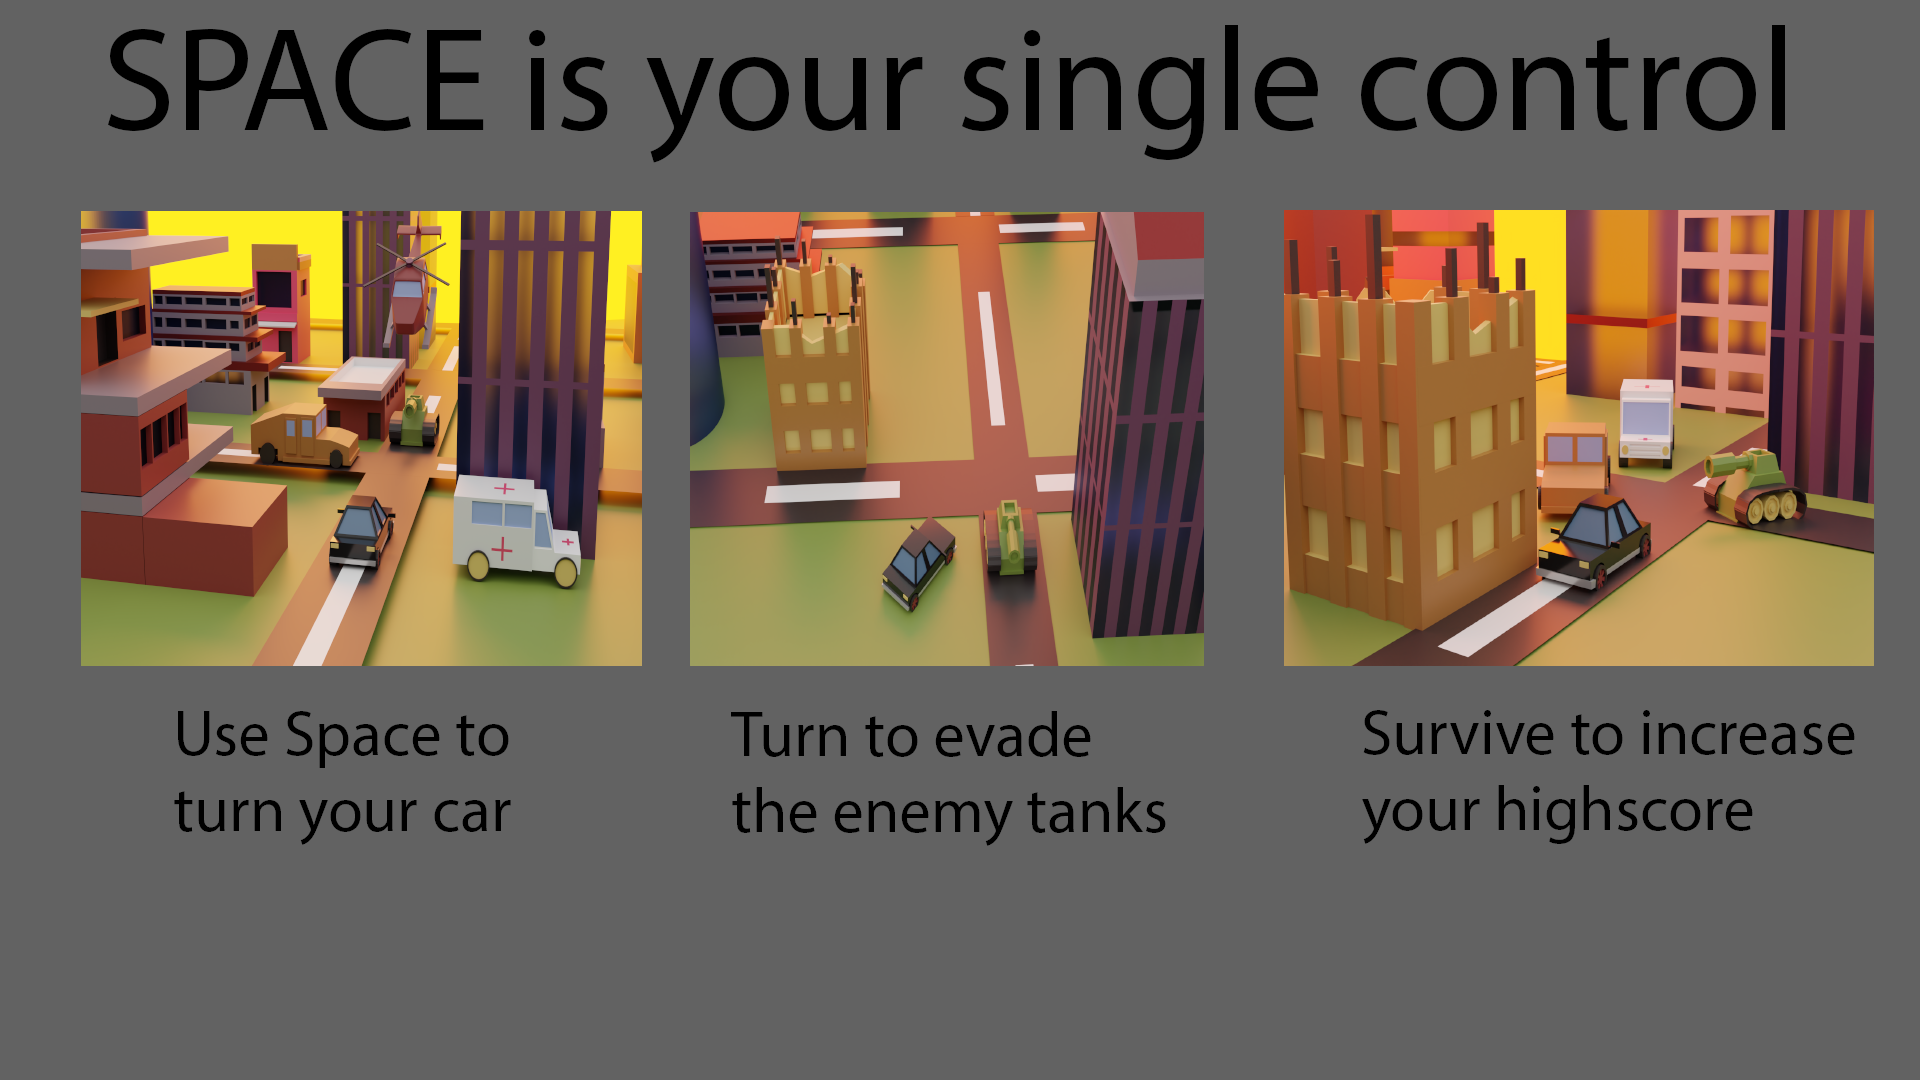 SPACE is your single control
Use Space to
turn your car
Turn to evade
the enemy tanks
Survive to increase
your highscore